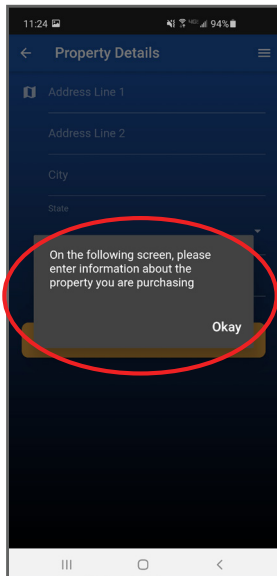 11:24 94%
Property Details
Address Line 1
Address Line 2
City
State
On the following screen, please
enter information about the
property you are purchasing
Okay